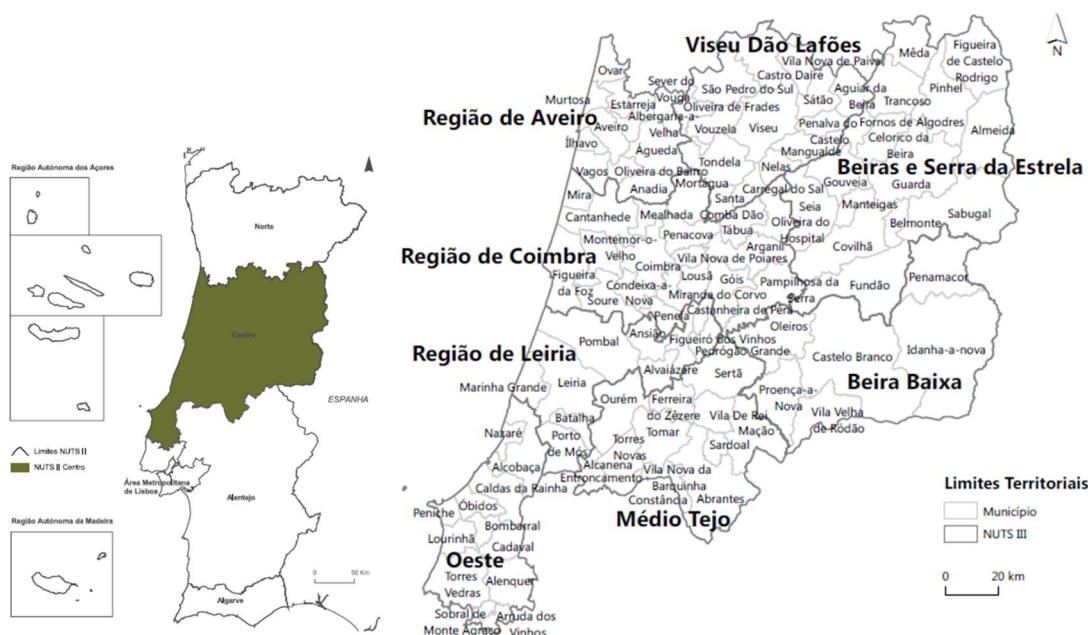 Região Autónoma dos Açores
Norte
Centro
ESPANHA
Limites NUTS II
NUTS II Centro
Área Metropolitana
de Lisboa
Alentejo
Região Autónoma da Madeira
Algarve
0 50 Km
N
Viseu Dão Lafões
Região de Aveiro
Beiras e Serra da Estrela
Região de Coimbra
Região de Leiria
Beira Baixa
Médio Tejo
Oeste
Ovar
Murtosa
Estarreja
Sever do
Vouga
Albergaria-a-
Velha
Aveiro
Ílhavo
Águeda
Vagos
Oliveira do Bairro
Anadia
Vila Nova de Paiva
Castro Daire
São Pedro do Sul
Oliveira de Frades
Vouzela
Viseu
Sátão
Aguiar da
Beira
Penalva do
Castelo
Mangualde
Nelas
Tondela
Mortágua
Santa
Comba Dão
Carregal do Sal
Mêda
Figueira
de Castelo
Rodrigo
Pinhel
Trancoso
Fornos de Algodres
Celorico da
Beira
Almeida
Gouveia
Guarda
Seia
Manteigas
Belmonte
Sabugal
Covilhã
Fundão
Mira
Cantanhede
Mealhada
Penacova
Tábua
Oliveira do
Hospital
Arganil
Montemor-o-
Velho
Coimbra
Vila Nova de Poiares
Figueira
da Foz
Condeixa-a-
Nova
Soure
Lousã
Góis
Miranda do Corvo
Pampilhosa da
Serra
Penela
Castanheira de Pêra
Ansião
Pombal
Figueiró dos Vinhos
Pedrógão Grande
Alvaiázere
Leiria
Marinha Grande
Batalha
Porto
de Mós
Penamacor
Idanha-a-nova
Castelo Branco
Oleiros
Proença-a-
Nova
Vila Velha
de Ródão
Sertã
Ourém
Ferreira
do Zêzere
Vila De Rei
Mação
Tomar
Sardoal
Torres
Novas
Alcanena
Entroncamento
Vila Nova da
Barquinha
Constância
Abrantes
Nazaré
Alcobaça
Caldas da Rainha
Óbidos
Peniche
Bombarral
Lourinhã
Cadaval
Torres
Vedras
Alenquer
Sobral de
Monte Agraço
Arruda dos
Vinhos
Limites Territoriais
Município
NUTS III
0 20 km